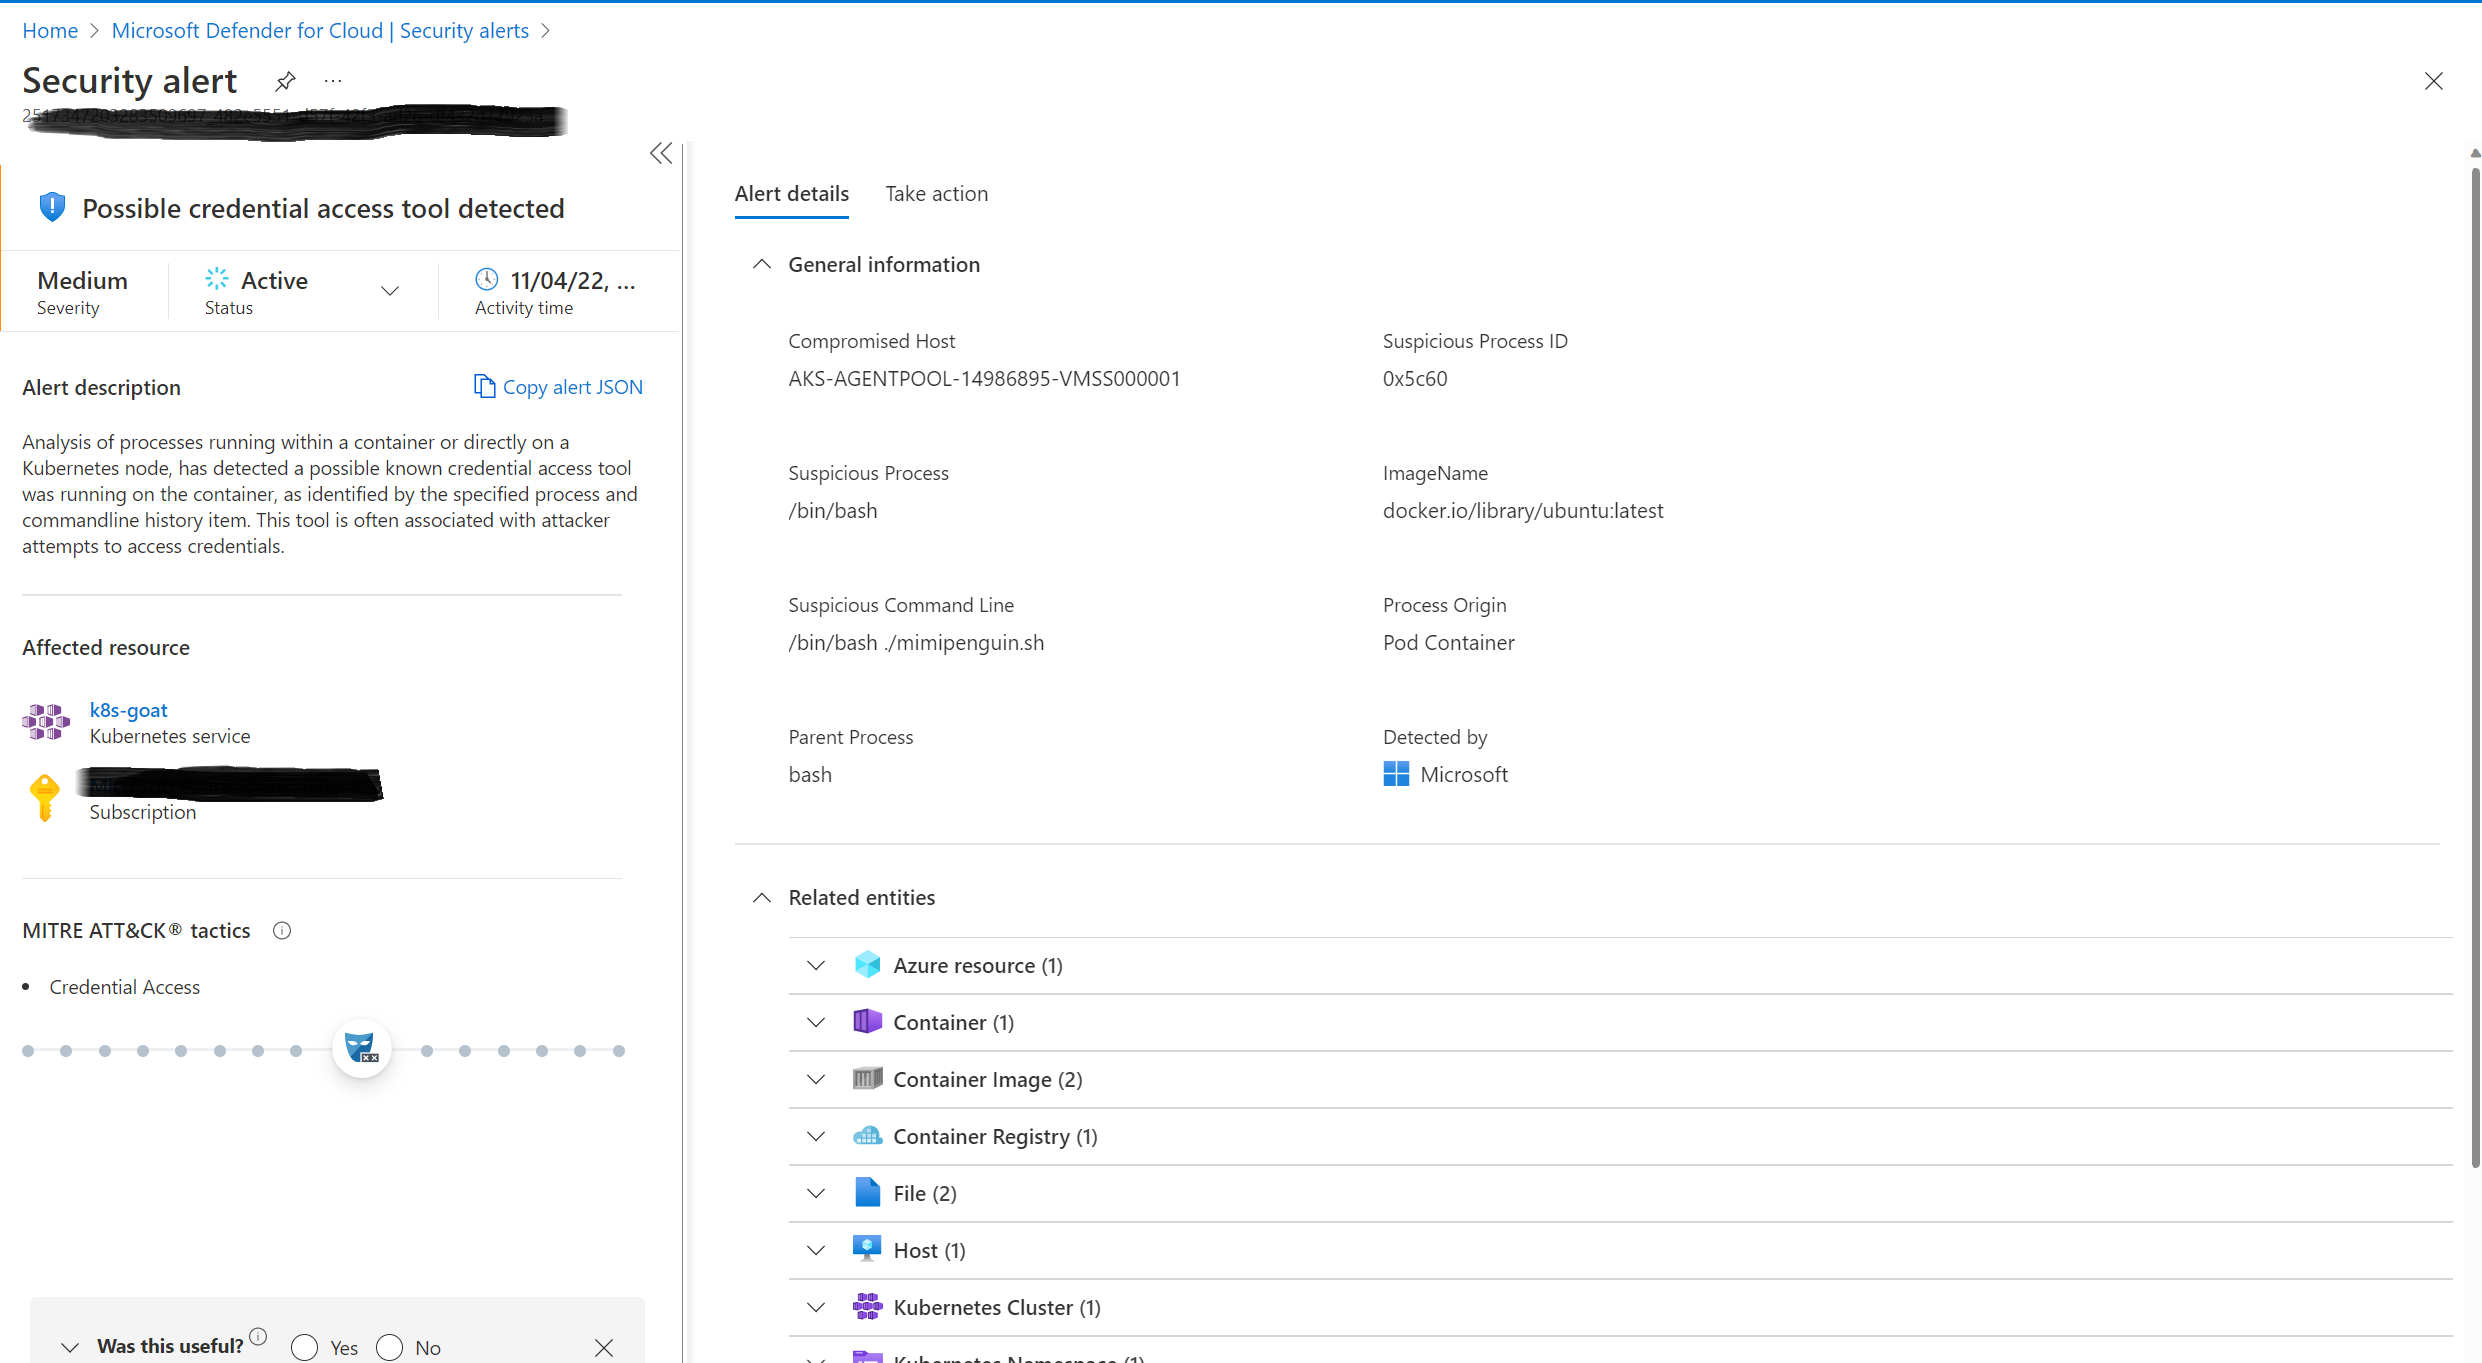 Home > Microsoft Defender for Cloud | Security alerts >
Security alert ...
Possible credential access tool detected
Medium
Severity
Active
Status
11/04/22, ...
Activity time
Alert description
Copy alert JSON
Analysis of processes running within a container or directly on a
Kubernetes node, has detected a possible known credential access tool
was running on the container, as identified by the specified process and
commandline history item. This tool is often associated with attacker
attempts to access credentials.
Affected resource
k8s-goat
Kubernetes service
Subscription
MITRE ATT&CK® tactics
• Credential Access
Was this useful?
Yes
No
Alert details
Take action
General information
Compromised Host
AKS-AGENTPOOL-14986895-VMSS000001
Suspicious Process ID
0x5c60
Suspicious Process
/bin/bash
ImageName
docker.io/library/ubuntu:latest
Suspicious Command Line
/bin/bash ./mimipenguin.sh
Process Origin
Pod Container
Parent Process
bash
Detected by
Microsoft
Related entities
Azure resource (1)
Container (1)
Container Image (2)
Container Registry (1)
File (2)
Host (1)
Kubernetes Cluster (1)
Kubernetes Namespace (1)